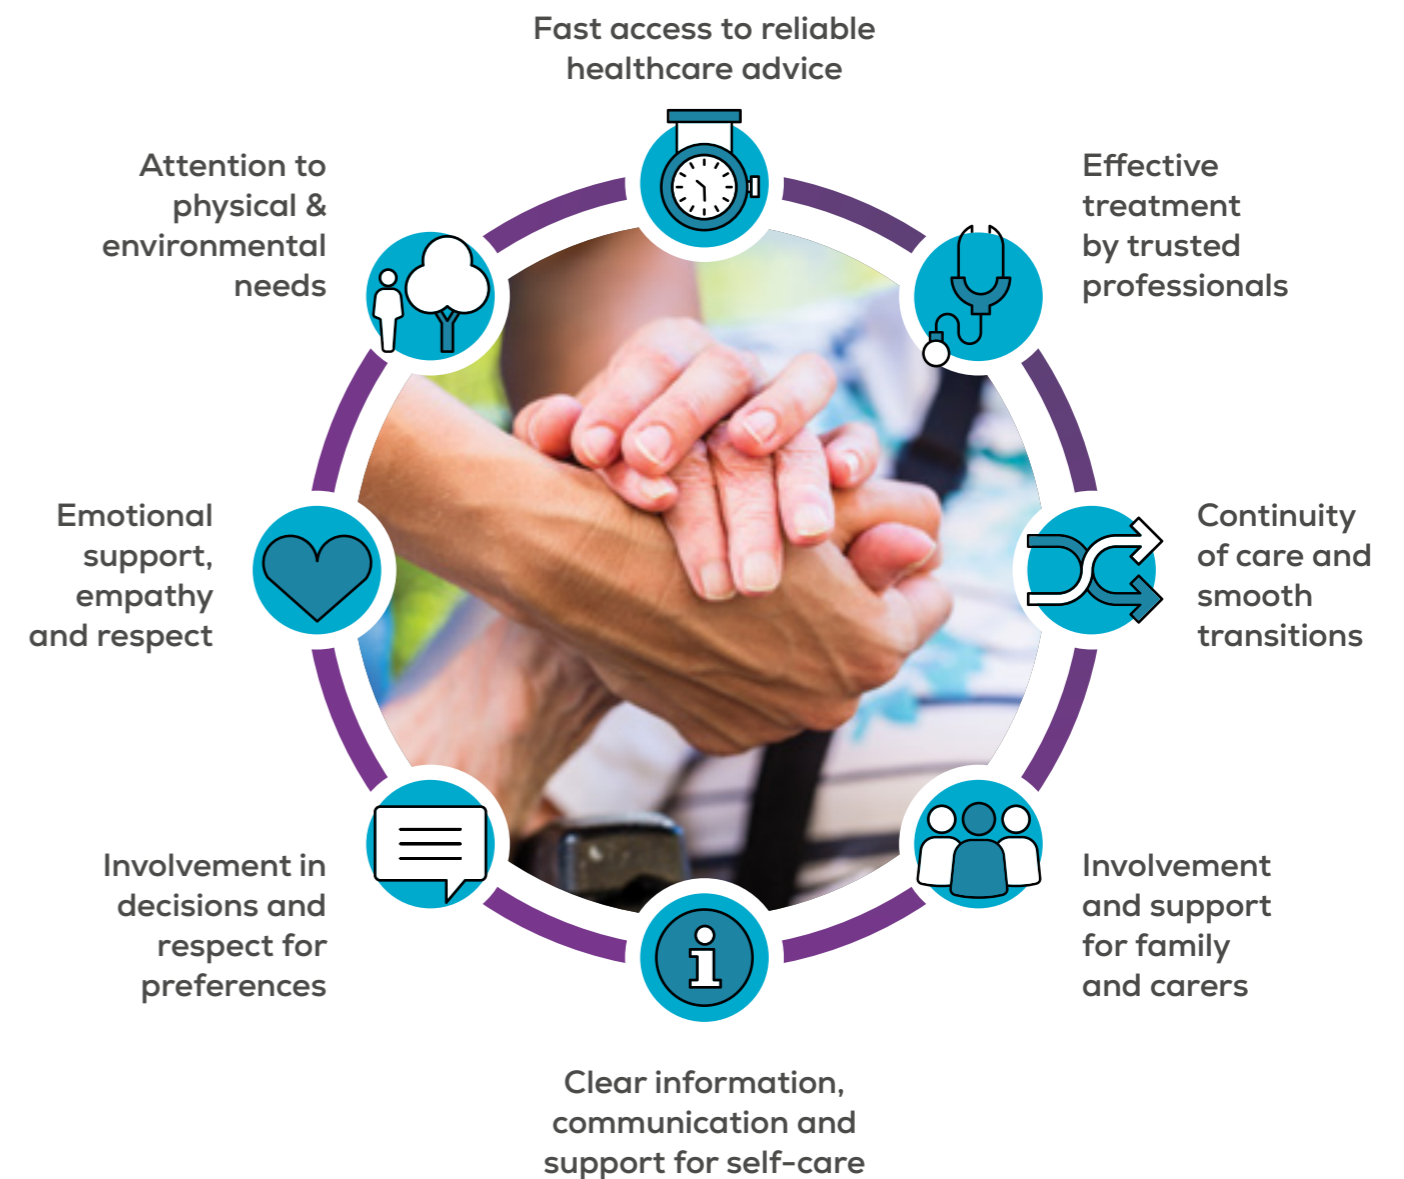 Fast access to reliable
healthcare advice
Effective
treatment
by trusted
professionals
Continuity
of care and
smooth
transitions
Involvement
and support
for family
and carers
Clear information,
communication and
support for self-care
Involvement in
decisions and
respect for
preferences
Emotional
support,
empathy
and respect
Attention to
physical &
environmental
needs